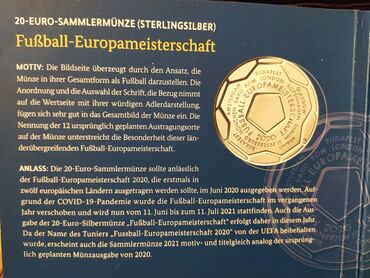 20-EURO-SAMMLERMÜNZE (STERLINGSILBER)
Fußball-Europameisterschaft
MOTIV: Die Bildseite überzeugt durch den Ansatz, die
Münze in ihrer Gesamtform als Fußball darzustellen. Die
Anordnung und die Auswahl der Schrift, die Bezug nimmt
auf die Wertseite mit ihrer würdigen Adlerdarstellung,
fügen sich sehr gut in das Gesamtbild der Münze ein. Die
Nennung der 12 ursprünglich geplanten Austragungsorte
auf der Münze unterstreicht die Besonderheit dieser län-
derübergreifenden Fußball-Europameisterschaft.
ANLASS: Die 20-Euro-Sammlermünze sollte anlässlich
der Fußball-Europameisterschaft 2020, die erstmals in
zwölf europäischen Ländern ausgetragen werden sollte, im Juni 2020 ausgegeben werden. Auf-
grund der COVID-19-Pandemie wurde die Fußball-Europameisterschaft im vergangenen
Jahr verschoben und wird nun vom 11. Juni bis zum 11. Juli 2021 stattfinden. Auch die Aus-
gabe der 20-Euro-Silbermünze „Fußball-Europameisterschaft" erfolgt daher in diesem Jahr.
Da der Name des Tuniers „Fussball-Europameisterschaft 2020" von der UEFA beibehalten
wurde, erscheint auch die Sammlermünze 2021 motiv- und titelgleich analog der ursprüng-
lich geplanten Münzausgabe von 2020.
BUDAPEST
LONDON
FUSSBALL-EUROPAMEISTERSCHAFT
2020
BUDAPEST